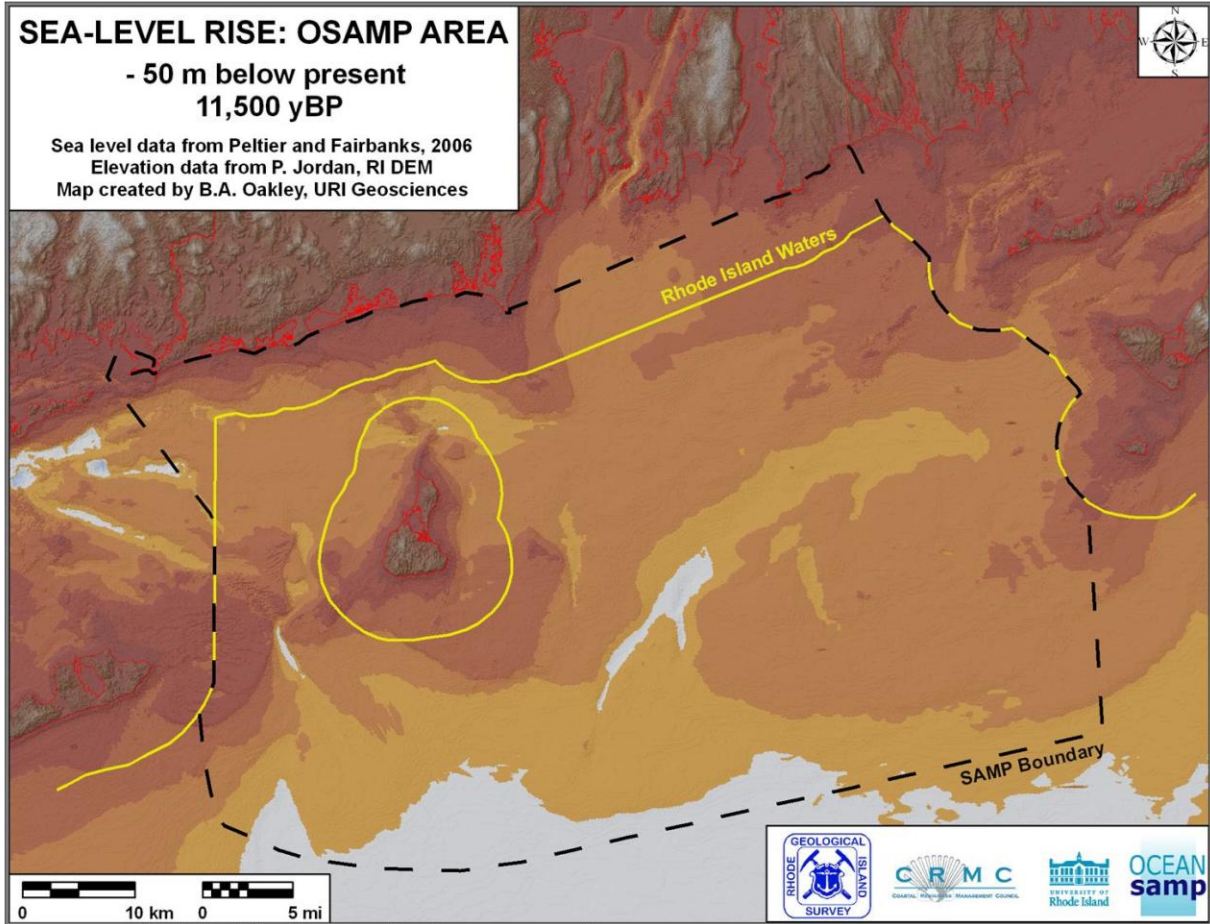 SEA-LEVEL RISE: OSAMP AREA
- 50 m below present
11,500 yBP
Sea level data from Peltier and Fairbanks, 2006
Elevation data from P. Jordan, RI DEM
Map created by B.A. Oakley, URI Geosciences
N
W E
S
Rhode Island Waters
SAMP Boundary
0 10 km
0 5 mi
RHODE
GEOLOGICAL
ISLAND
SURVEY
CRMC
COASTAL RESOURCES MANAGEMENT COUNCIL
UNIVERSITY OF
Rhode Island
OCEAN
samp